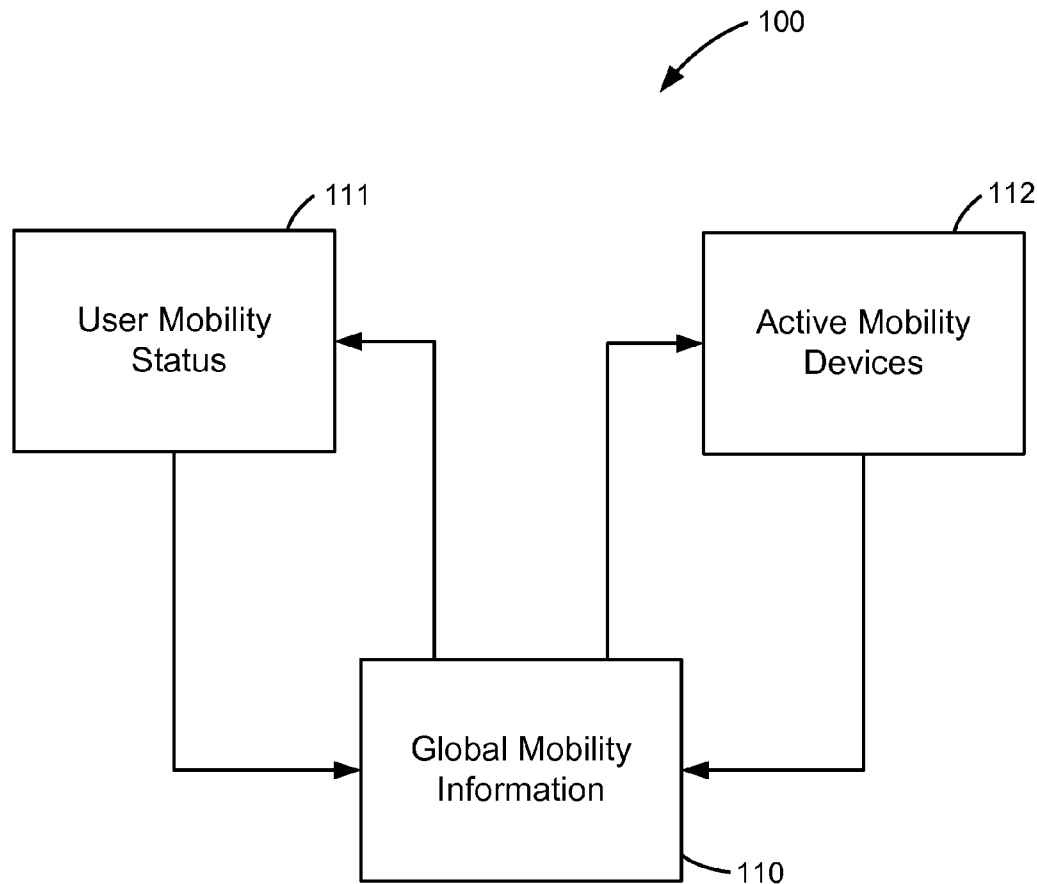 100
111
112
User Mobility
Status
Active Mobility
Devices
Global Mobility
Information
110